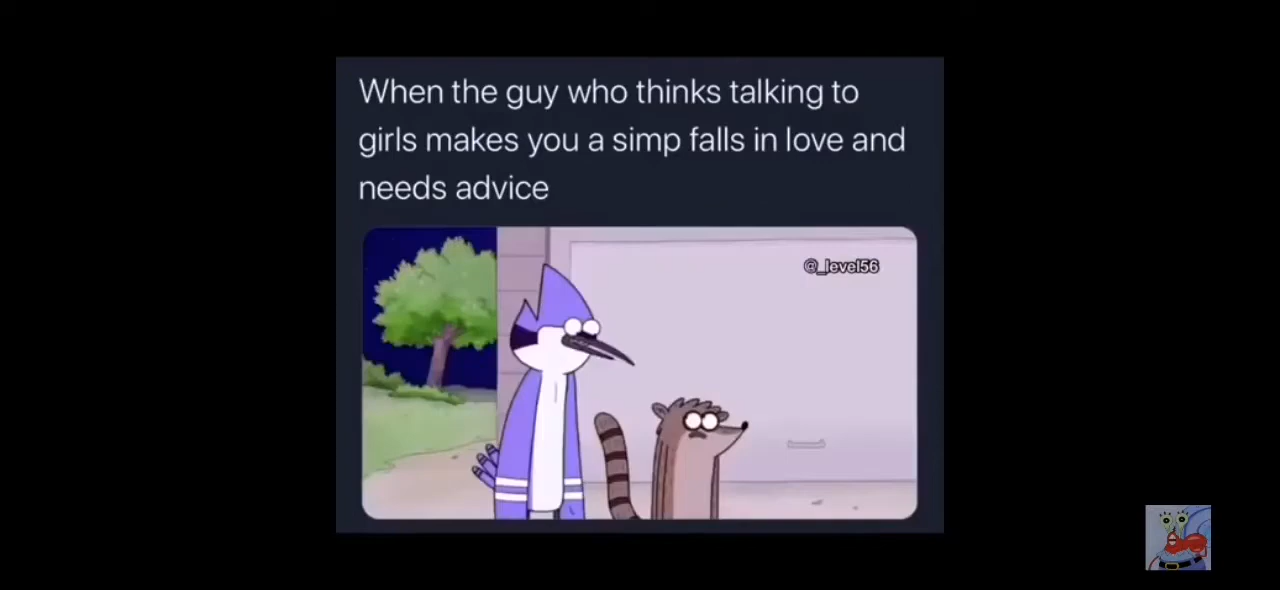 When the guy who thinks talking to
girls makes you a simp falls in love and
needs advice
@_level56